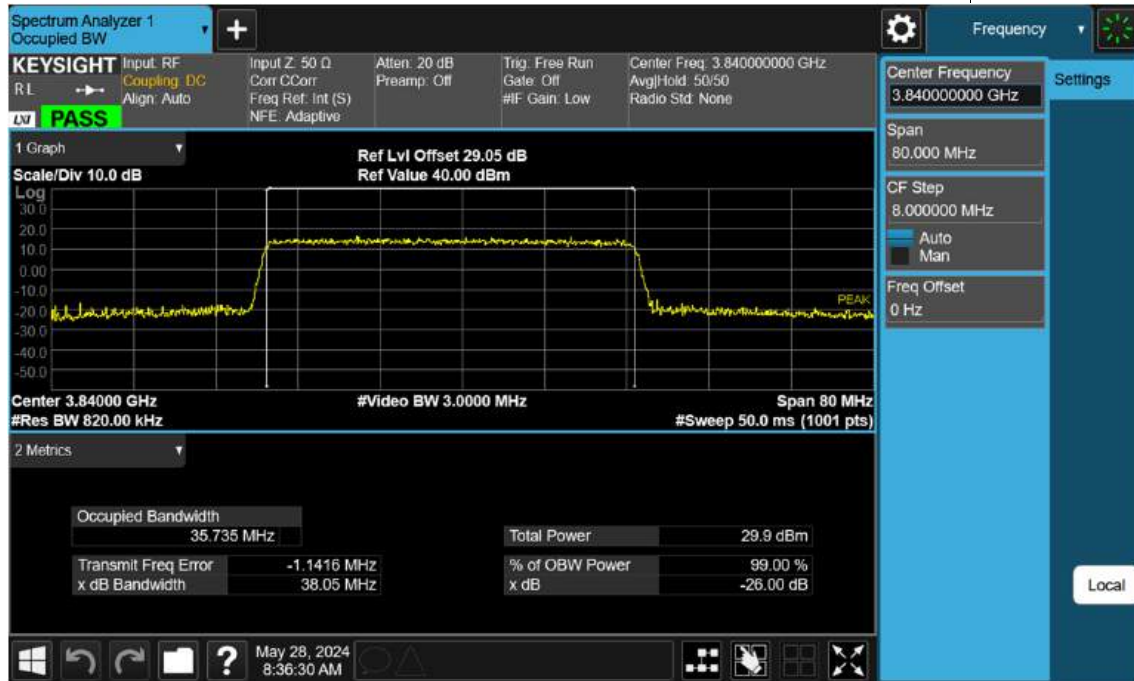 Spectrum Analyzer 1
Occupied BW
+
Frequency
KEYSIGHT
R L
LXI
PASS
Input: RF
Coupling: DC
Align: Auto
Input Z: 50 Ω
Corr CCorr
Freq Ref: Int (S)
NFE: Adaptive
Atten: 20 dB
Preamp: Off
Trig: Free Run
Gate: Off
#IF Gain: Low
Center Freq: 3.840000000 GHz
Avg|Hold: 50/50
Radio Std: None
1 Graph
Scale/Div 10.0 dB
Ref Lvl Offset 29.05 dB
Ref Value 40.00 dBm
Log
30.0
20.0
10.0
0.00
-10.0
-20.0
-30.0
-40.0
-50.0
PEAK
Center 3.84000 GHz
#Res BW 820.00 kHz
#Video BW 3.0000 MHz
Span 80 MHz
#Sweep 50.0 ms (1001 pts)
2 Metrics
Occupied Bandwidth
35.735 MHz
Transmit Freq Error -1.1416 MHz
x dB Bandwidth 38.05 MHz
Total Power 29.9 dBm
% of OBW Power 99.00 %
x dB -26.00 dB
Center Frequency
3.840000000 GHz
Span
80.000 MHz
CF Step
8.000000 MHz
Auto
Man
Freq Offset
0 Hz
Settings
Local
?
May 28, 2024
8:36:30 AM